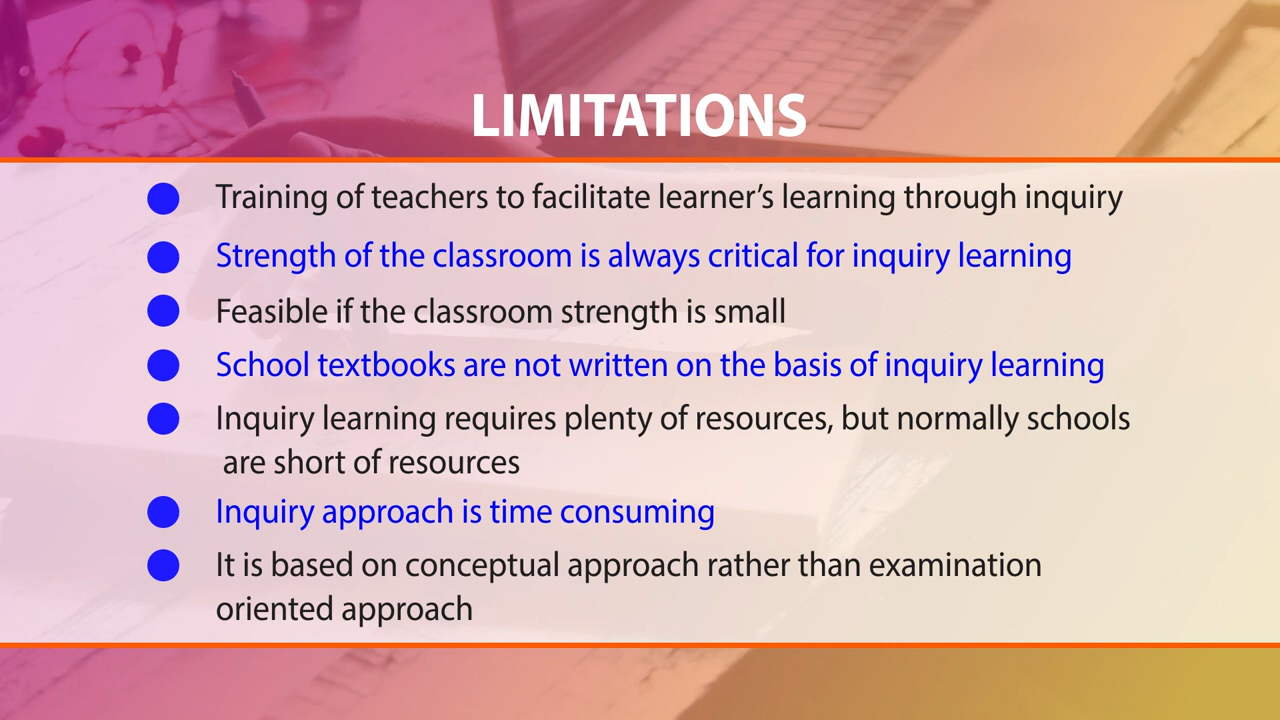 LIMITATIONS
Training of teachers to facilitate learner’s learning through inquiry
Strength of the classroom is always critical for inquiry learning
Feasible if the classroom strength is small
School textbooks are not written on the basis of inquiry learning
Inquiry learning requires plenty of resources, but normally schools
are short of resources
Inquiry approach is time consuming
It is based on conceptual approach rather than examination
oriented approach